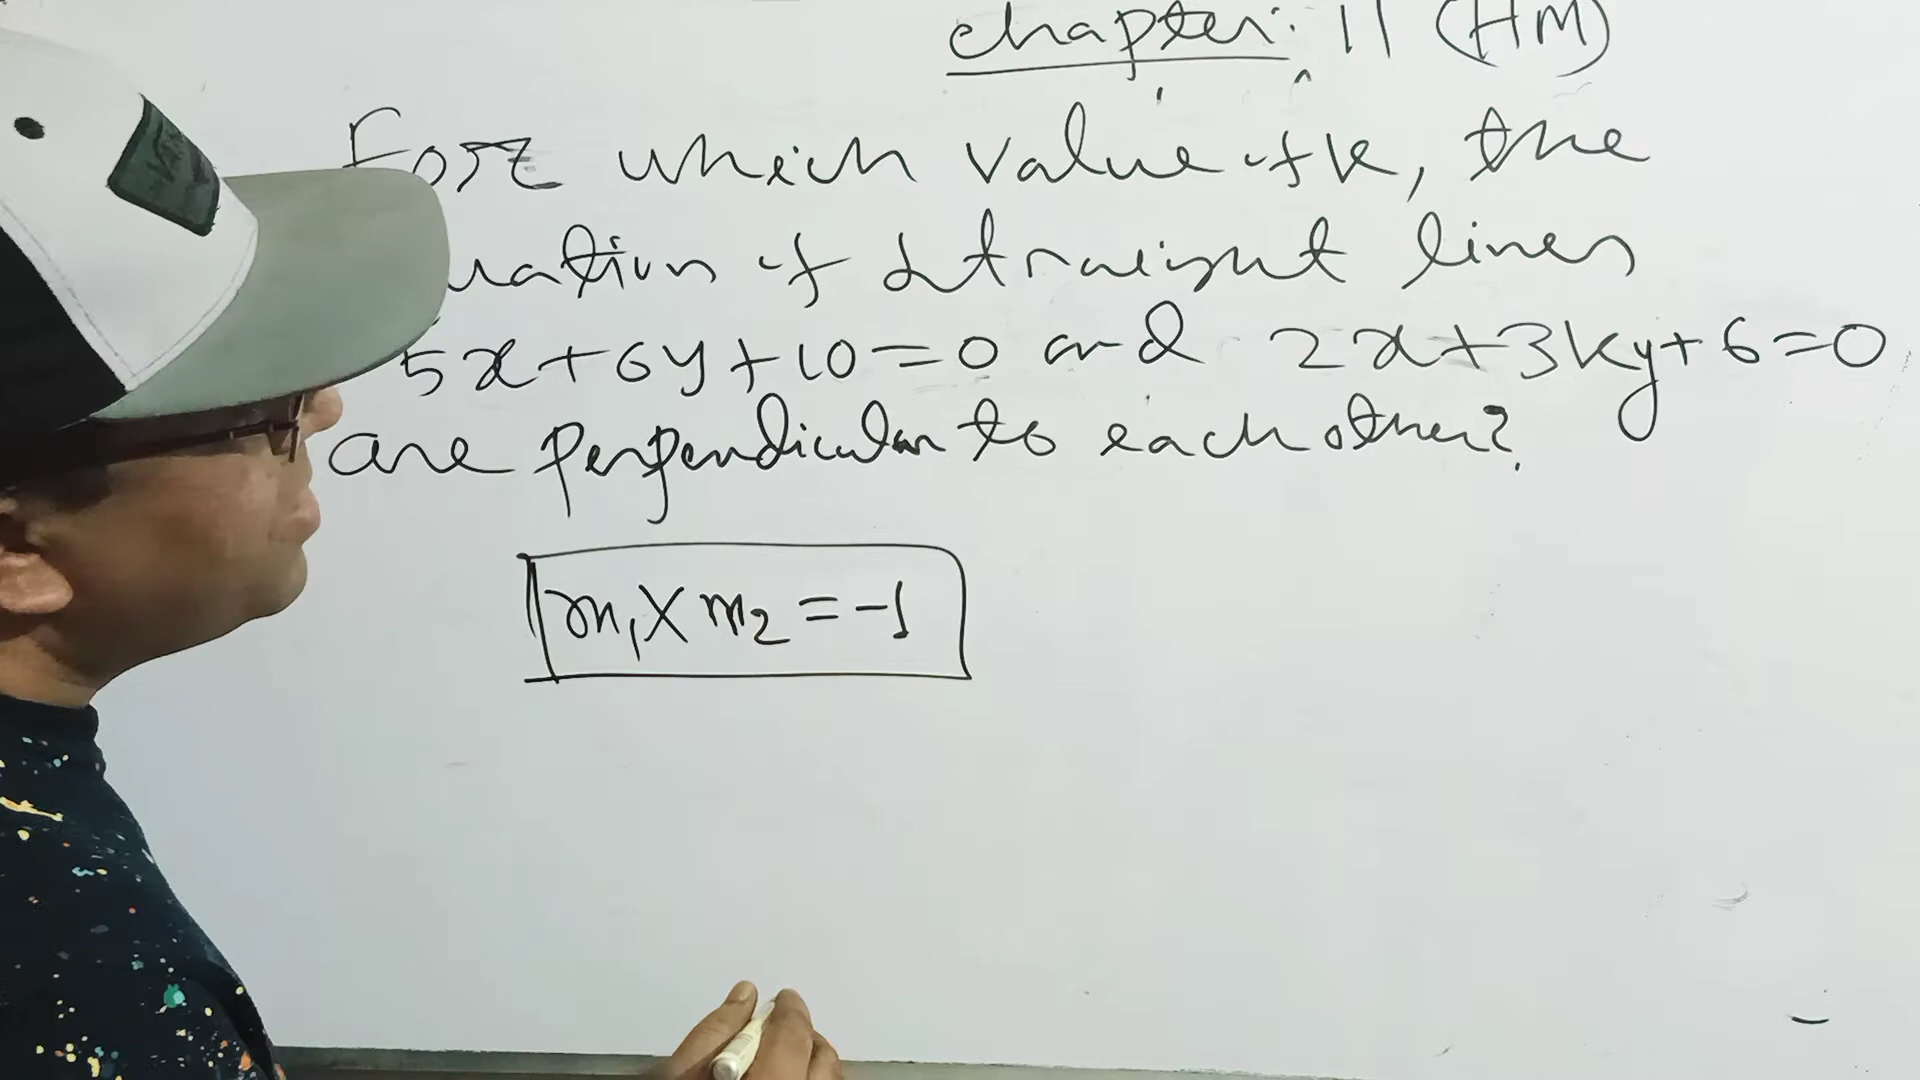 chapter: 11 (HM)
For which value of k, the
uation of straight lines
5x+6y+10=0 and 2x+3ky+6=0
are perpendicular to each other?
m₁ X m₂ = -1